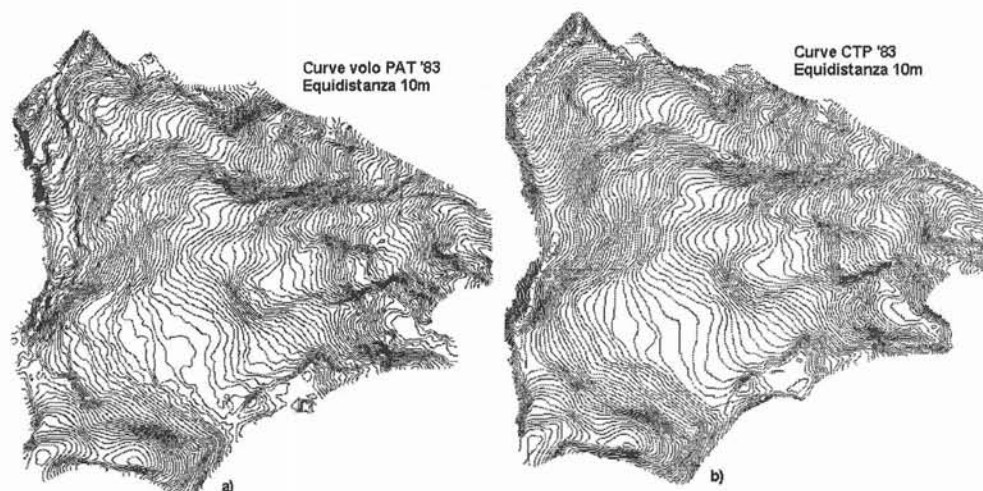 Curve volo PAT '83
Equidistanza 10m
Curve CTP '83
Equidistanza 10m
a)
b)